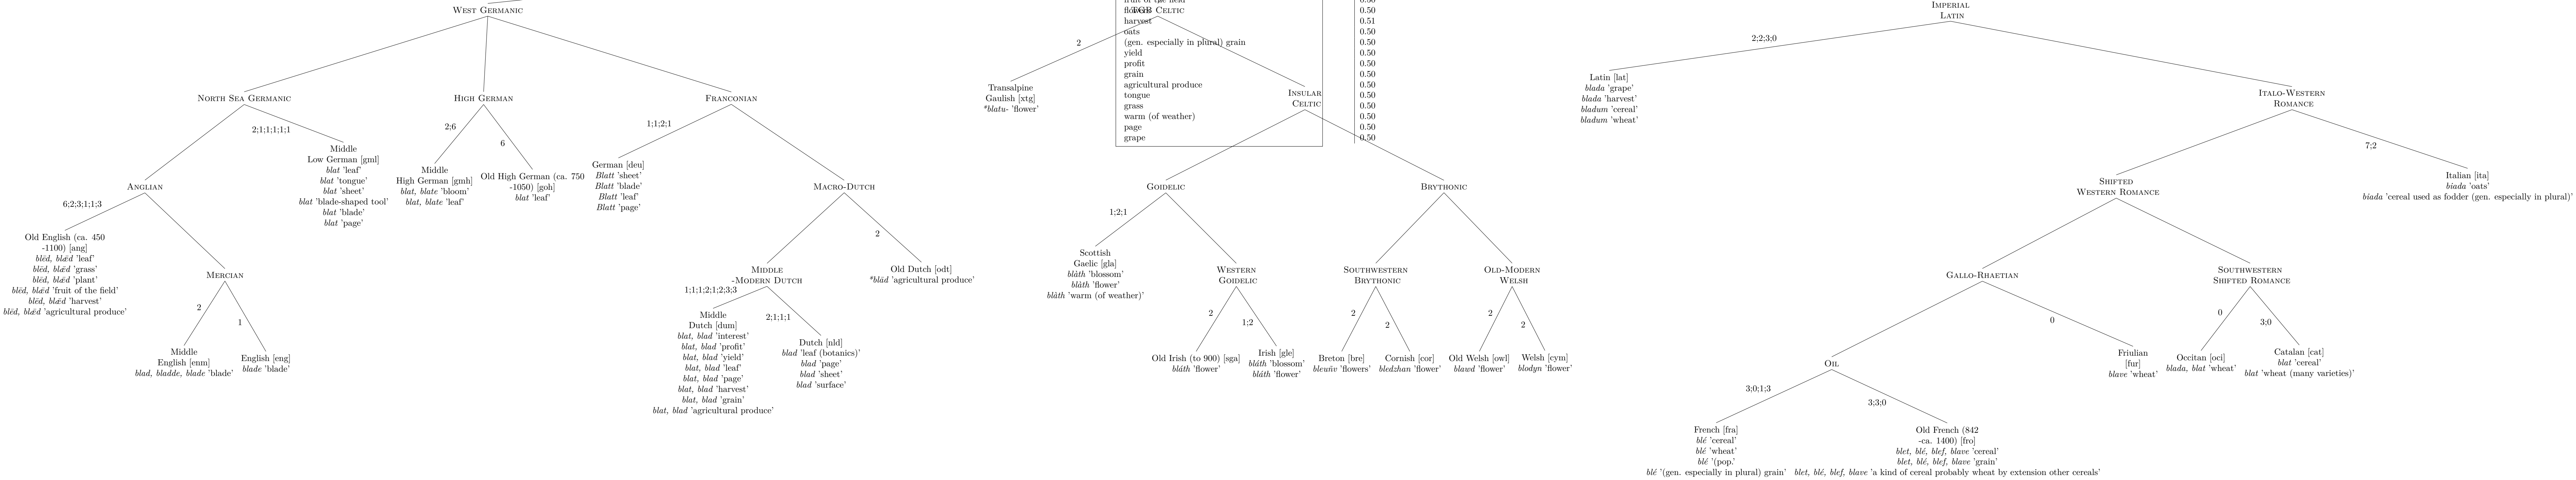 West Germanic
North Sea Germanic
High German
Franconian
2;1;1;1;1;1
Anglian
Middle
Low German [gml]
blat 'leaf'
blat 'tongue'
blat 'sheet'
blat 'blade-shaped tool'
blat 'blade'
blat 'page'
6;2;3;1;1;3
Old English (ca. 450
-1100) [ang]
blēd, blǣd 'leaf'
blēd, blǣd 'grass'
blēd, blǣd 'plant'
blēd, blǣd 'fruit of the field'
blēd, blǣd 'harvest'
blēd, blǣd 'agricultural produce'
Mercian
2
1
Middle
English [enm]
blad, bladde, blade 'blade'
English [eng]
blade 'blade'
2;6
6
Middle
High German [gmh]
blat, blate 'bloom'
blat, blate 'leaf'
Old High German (ca. 750
-1050) [goh]
blat 'leaf'
1;1;2;1
German [deu]
Blatt 'sheet'
Blatt 'blade'
Blatt 'leaf'
Blatt 'page'
Macro-Dutch
2
Middle
-Modern Dutch
Old Dutch [odt]
*blād 'agricultural produce'
1;1;1;2;1;2;3;3
2;1;1;1
Middle
Dutch [dum]
blat, blad 'interest'
blat, blad 'profit'
blat, blad 'yield'
blat, blad 'leaf'
blat, blad 'page'
blat, blad 'harvest'
blat, blad 'grain'
blat, blad 'agricultural produce'
Dutch [nld]
blad 'leaf (botanics)'
blad 'page'
blad 'sheet'
blad 'surface'
TGB Celtic
fruit of the field 0.50
flowers 0.50
harvest 0.51
oats 0.50
(gen. especially in plural) grain 0.50
yield 0.50
profit 0.50
grain 0.50
agricultural produce 0.50
tongue 0.50
grass 0.50
warm (of weather) 0.50
page 0.50
grape 0.50
2
Transalpine
Gaulish [xtg]
*blatu- 'flower'
Insular
Celtic
Goidelic
Brythonic
1;2;1
Scottish
Gaelic [gla]
blàth 'blossom'
blàth 'flower'
blàth 'warm (of weather)'
Western
Goidelic
2
1;2
Old Irish (to 900) [sga]
bláth 'flower'
Irish [gle]
bláth 'blossom'
bláth 'flower'
Southwestern
Brythonic
2
2
Breton [bre]
bleuñv 'flowers'
Cornish [cor]
bledzhan 'flower'
Old-Modern
Welsh
2
2
Old Welsh [owl]
blawd 'flower'
Welsh [cym]
blodyn 'flower'
Imperial
Latin
2;2;3;0
Latin [lat]
blada 'grape'
blada 'harvest'
bladum 'cereal'
bladum 'wheat'
Italo-Western
Romance
7;2
Shifted
Western Romance
Italian [ita]
biada 'oats'
biada 'cereal used as fodder (gen. especially in plural)'
Gallo-Rhaetian
Southwestern
Shifted Romance
0
0
3;0
Oil
Friulian
[fur]
blave 'wheat'
Occitan [oci]
blada, blat 'wheat'
Catalan [cat]
blat 'cereal'
blat 'wheat (many varieties)'
3;0;1;3
3;3;0
French [fra]
blé 'cereal'
blé 'wheat'
blé '(pop.'
blé '(gen. especially in plural) grain'
Old French (842
-ca. 1400) [fro]
blet, blé, blef, blave 'cereal'
blet, blé, blef, blave 'grain'
blet, blé, blef, blave 'a kind of cereal probably wheat by extension other cereals'